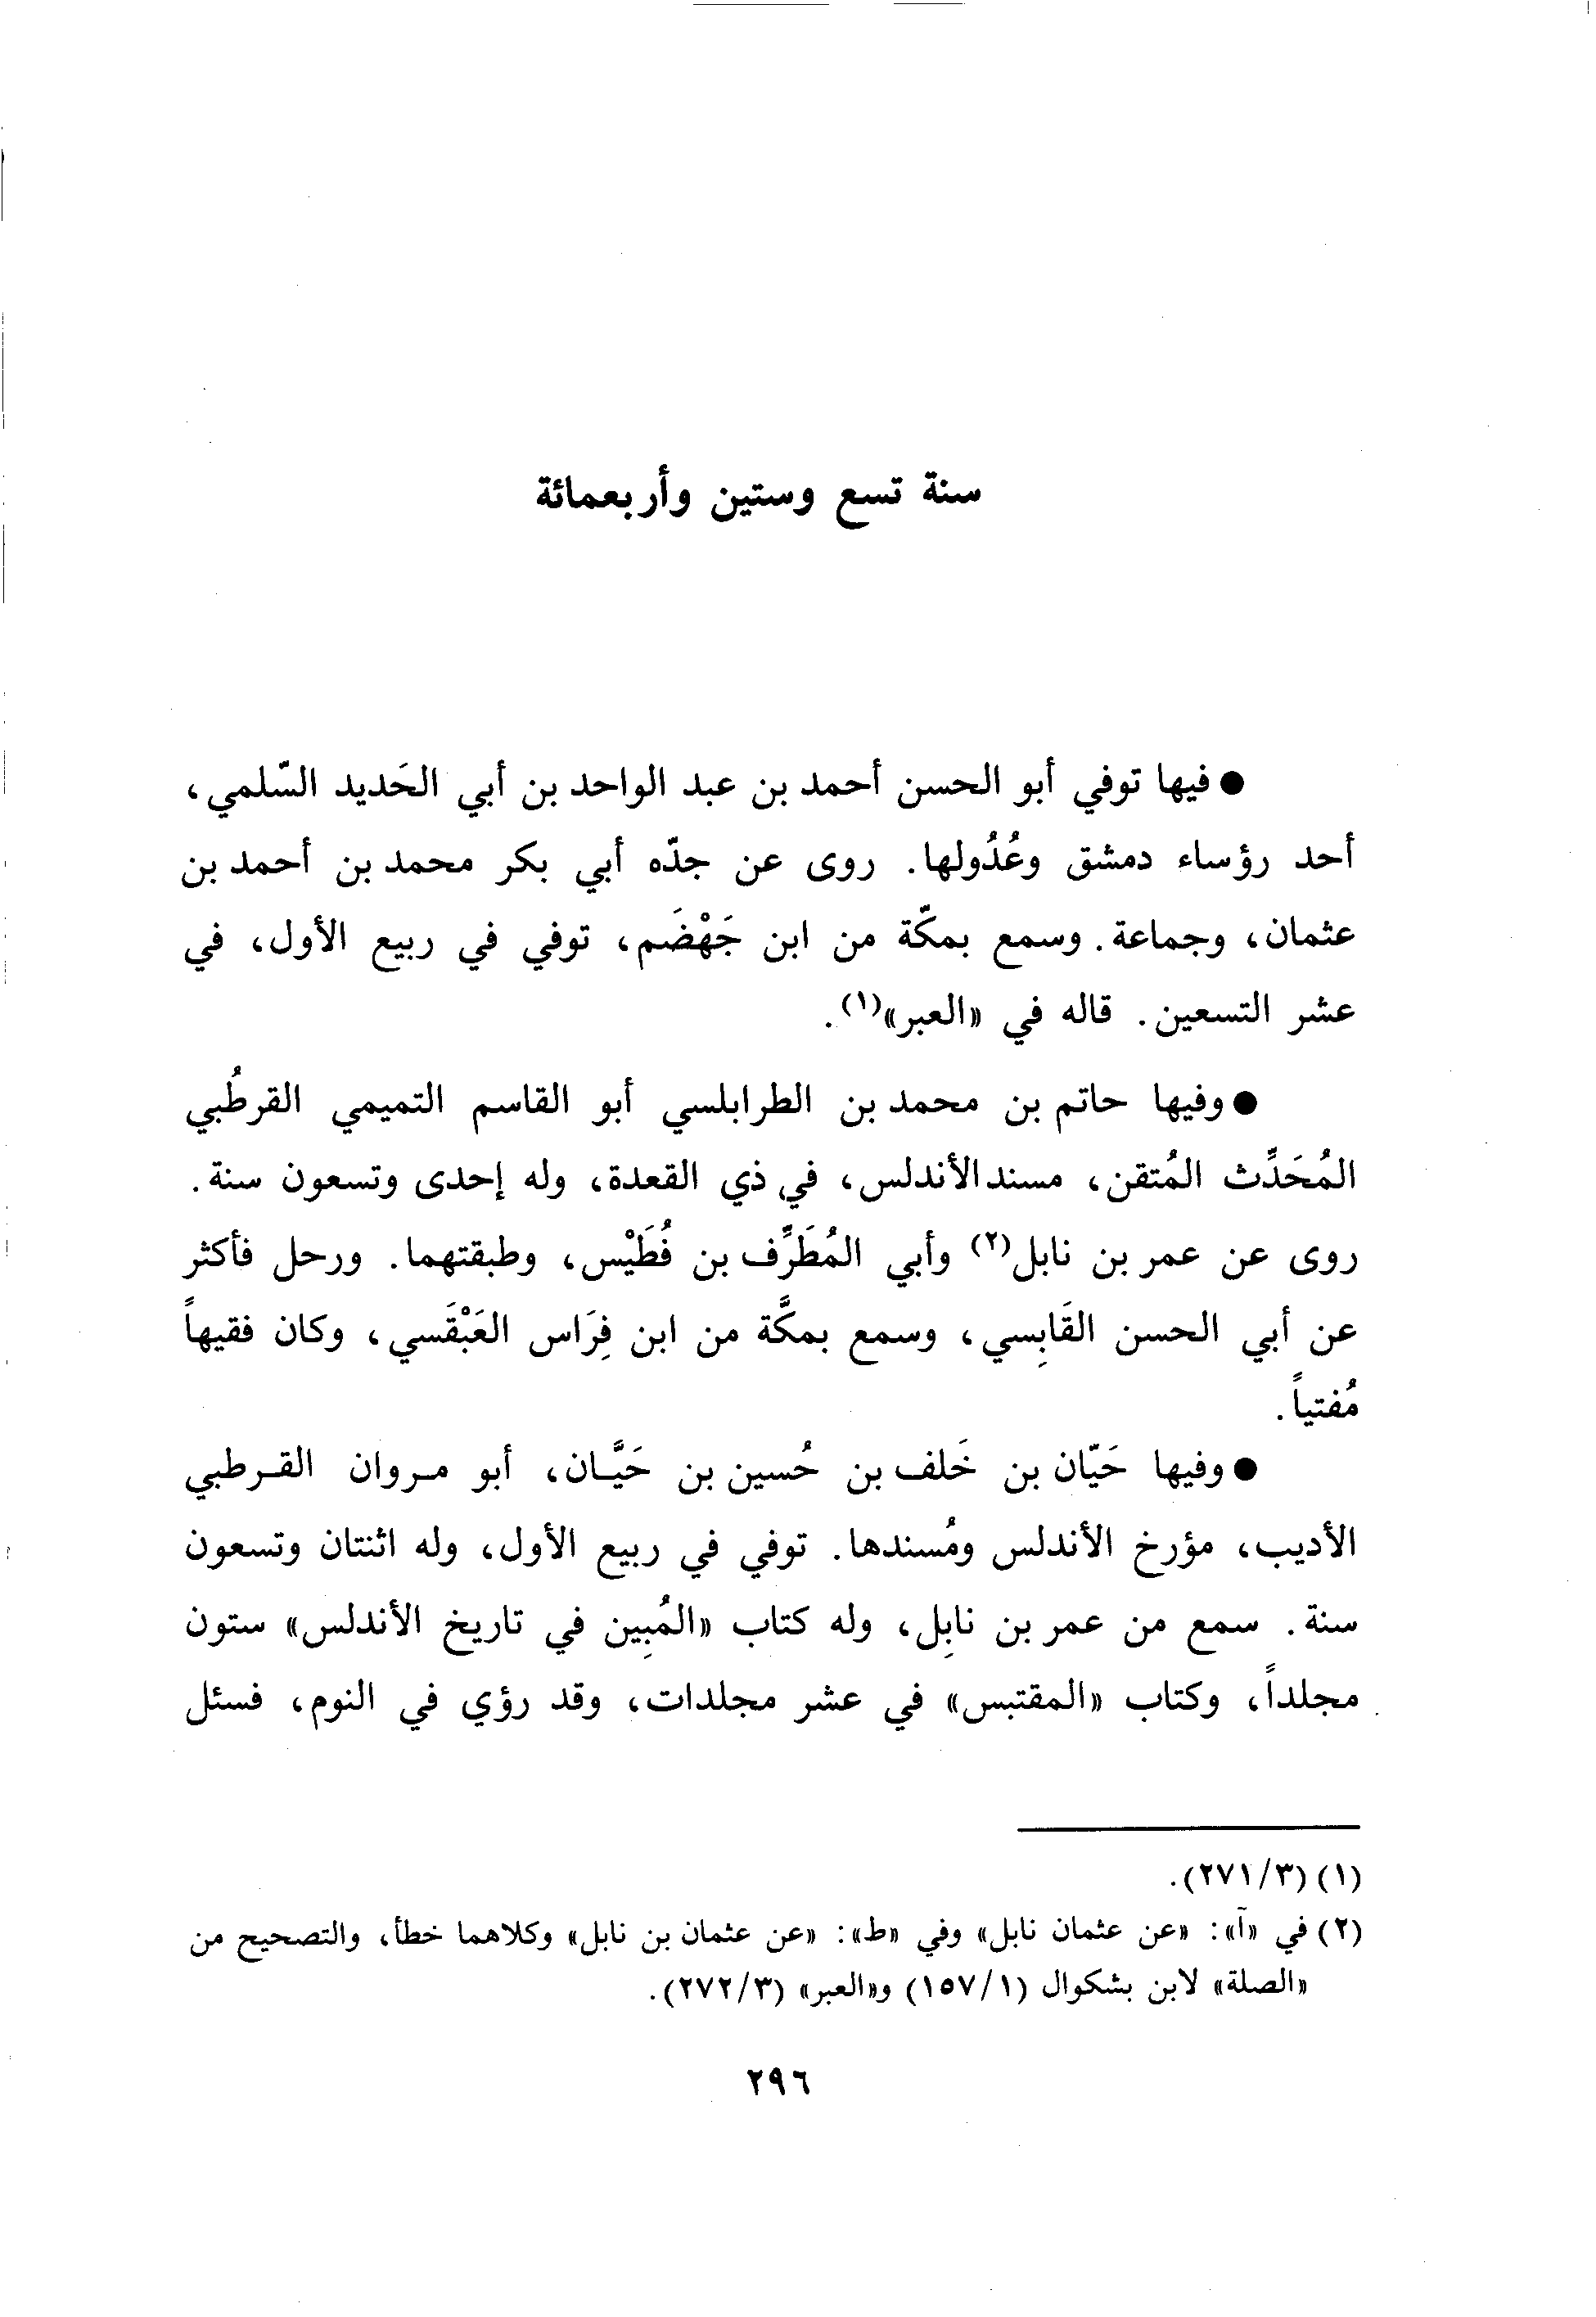 سنة تسع وستين وأربعمائة
● فيها توفي أبو الحسن أحمد بن عبد الواحد بن أبي الحَديد السّلمي،
أحد رؤساء دمشق وعُدُولها. روى عن جدّه أبي بكر محمد بن أحمد بن
عثمان، وجماعة. وسمع بمكّة من ابن جَهْضَم، توفي في ربيع الأول، في
عشر التسعين. قاله في «العبر»(١).
● وفيها حاتم بن محمد بن الطرابلسي أبو القاسم التميمي القرطُبي
المُحَدِّث المُتقن، مسند الأندلس، في ذي القعدة، وله إحدى وتسعون سنة.
روى عن عمر بن نابل(٢) وأبي المُطَرِّف بن فُطَيْس، وطبقتهما. ورحل فأكثر
عن أبي الحسن القَابِسي، وسمع بمكَّة من ابن فِرَاس العَبْقَسي، وكان فقيهاً
مُفتياً.
● وفيها حَيّان بن خَلف بن حُسين بن حَيَّـان، أبو مـروان القـرطبي
الأديب، مؤرخ الأندلس ومُسندها. توفي في ربيع الأول، وله اثنتان وتسعون
سنة. سمع من عمر بن نابِل، وله كتاب «المُبِين في تاريخ الأندلس» ستون
مجلداً، وكتاب «المقتبس» في عشر مجلدات، وقد رؤي في النوم، فسئل
(١) (٢٧١/٣).
(٢) في «آ»: «عن عثمان نابل» وفي «ط»: «عن عثمان بن نابل» وكلاهما خطأ، والتصحيح من
«الصلة» لابن بشكوال (١٥٧/١) و«العبر» (٢٧٢/٣).
٢٩٦